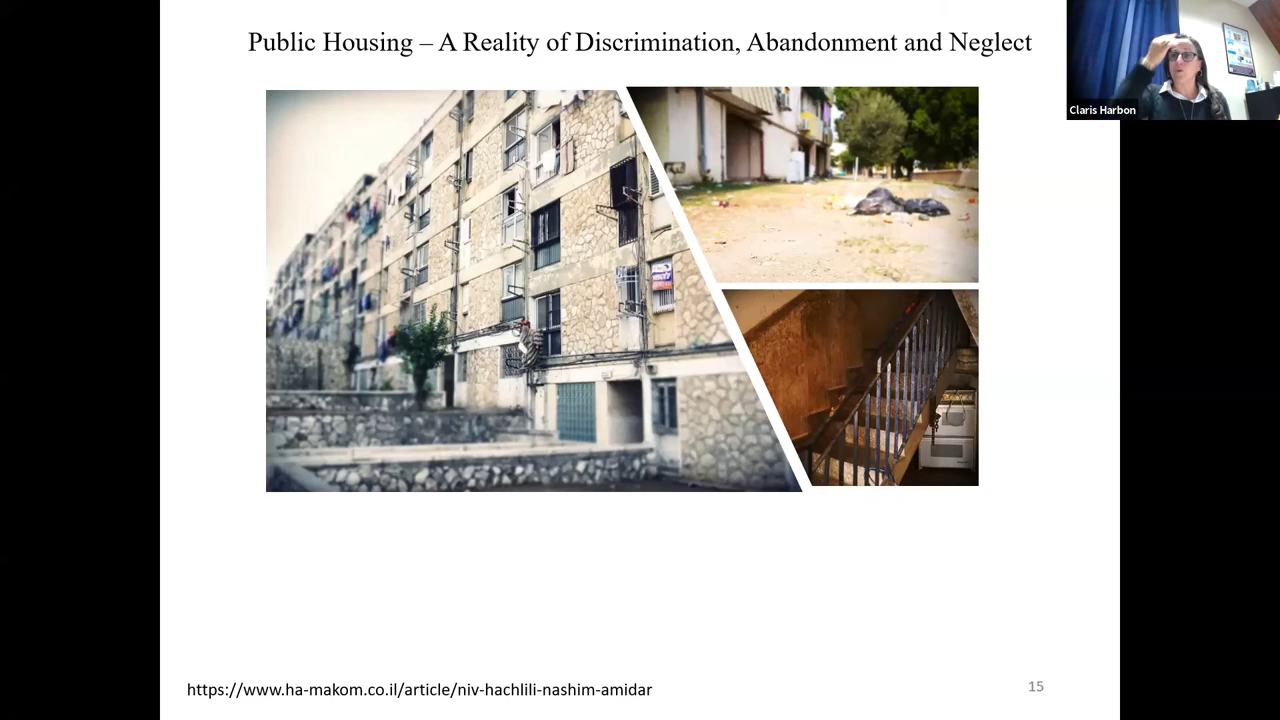 Public Housing – A Reality of Discrimination, Abandonment and Neglect
Claris Harbon
https://www.ha-makom.co.il/article/niv-hachlili-nashim-amidar
15